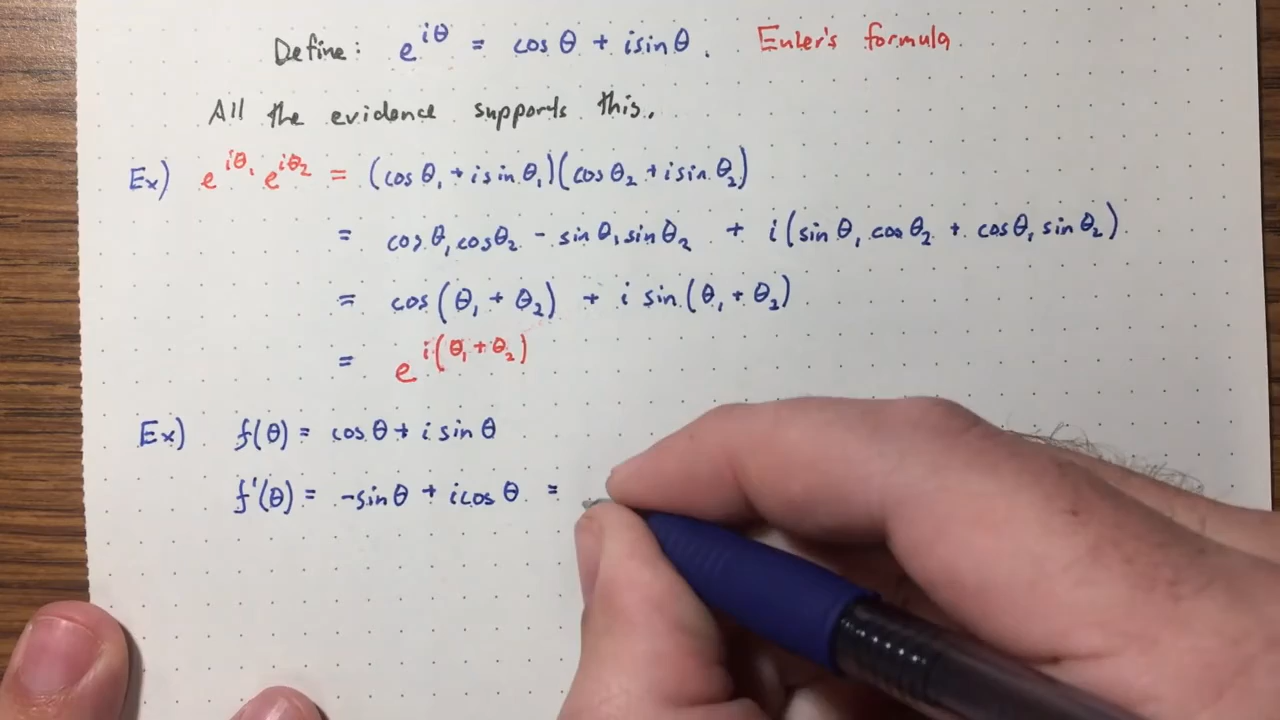 Define: e^{iθ} = cos θ + i sin θ. Euler's formula.
All the evidence supports this.
Ex) e^{iθ₁} e^{iθ₂} = (cos θ₁ + i sin θ₁)(cos θ₂ + i sin θ₂)
= cos θ₁ cos θ₂ - sin θ₁ sin θ₂ + i(sin θ₁ cos θ₂ + cos θ₁ sin θ₂).
= cos(θ₁ + θ₂) + i sin(θ₁ + θ₂)
= e^{i(θ₁ + θ₂)}
Ex) f(θ) = cos θ + i sin θ
f'(θ) = -sin θ + i cos θ =